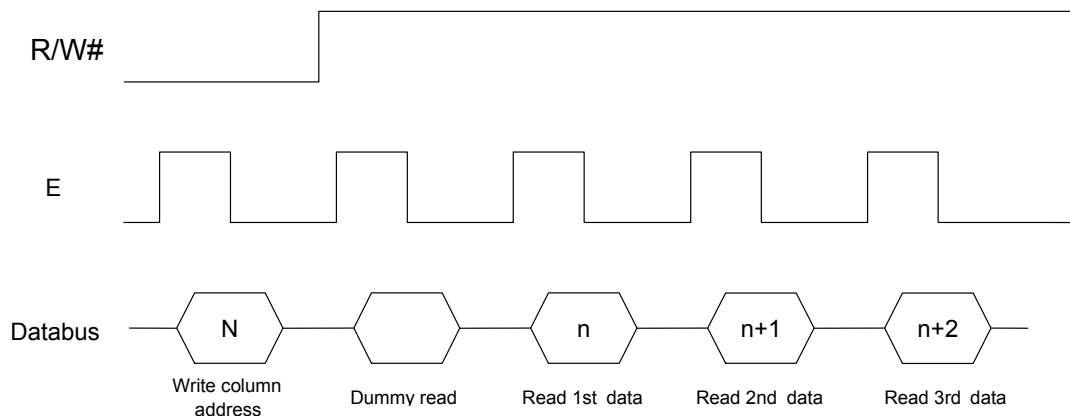 R/W#
E
Databus
N
n
n+1
n+2
Write column
address
Dummy read
Read 1st data
Read 2nd data
Read 3rd data